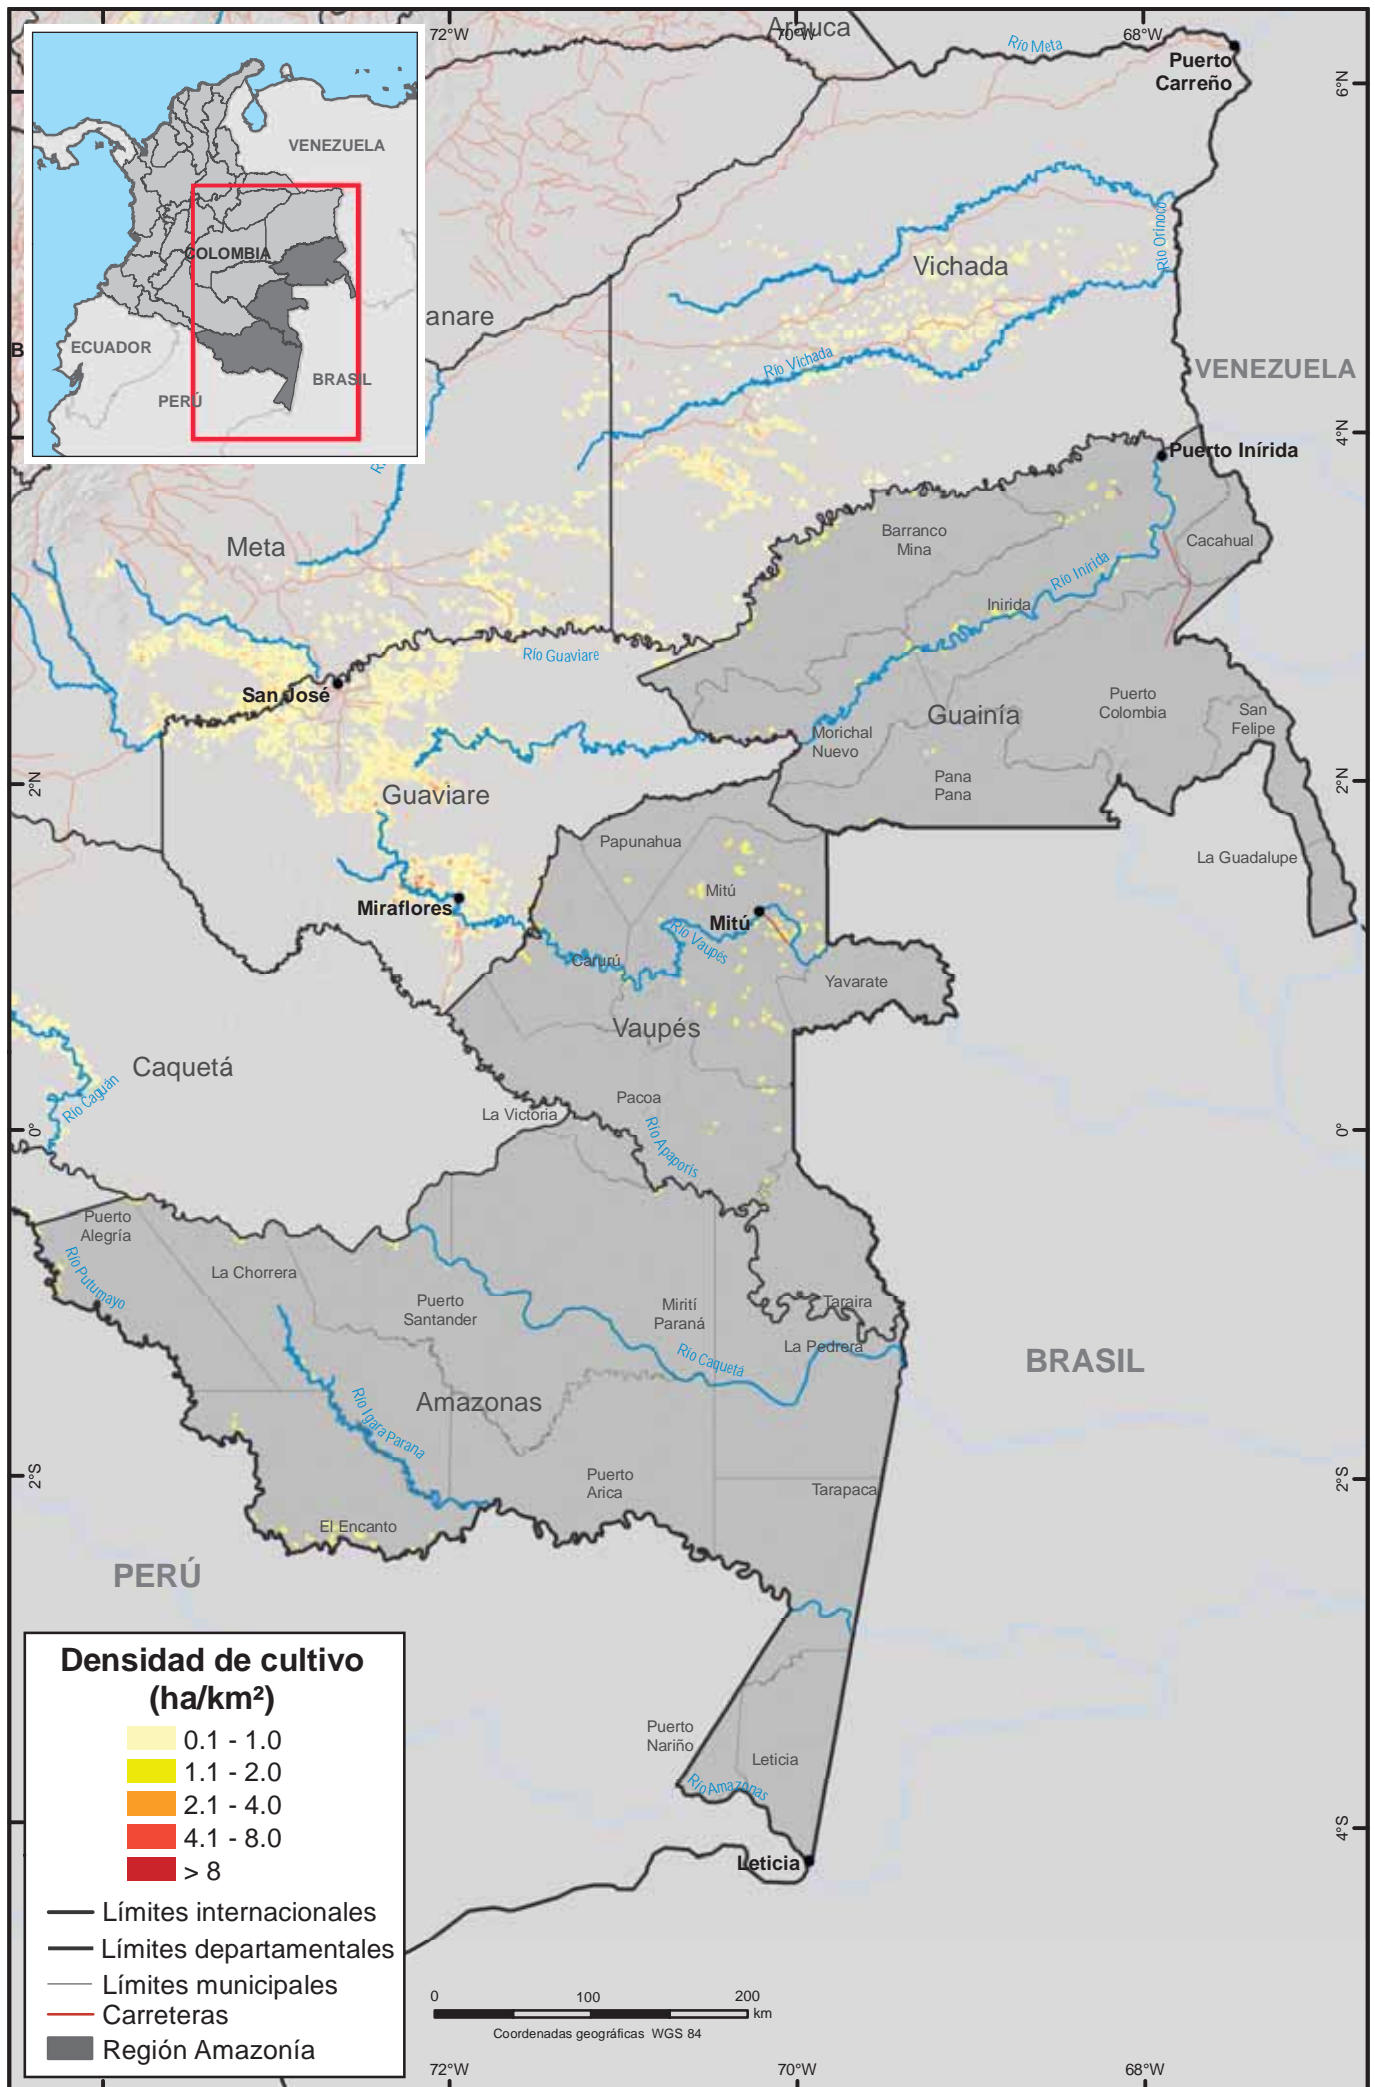 72°W
70°W
68°W
Arauca
Río Meta
Puerto
Carreño
6°N
VENEZUELA
COLOMBIA
ECUADOR
PERÚ
BRASIL
Río Orinoco
Vichada
anare
B
Río Vichada
VENEZUELA
4°N
Puerto Inírida
R
Meta
Barranco
Mina
Cacahual
Río Inírida
Inirida
Río Guaviare
San José
Guainía
Puerto
Colombia
San
Felipe
Morichal
Nuevo
Pana
Pana
2°N
2°N
Guaviare
Papunahua
La Guadalupe
Mitú
Miraflores
Mitú
Río Vaupés
Carurú
Yavarate
Vaupés
Caquetá
Río Caguán
Pacoa
La Victoria
0°
0°
Río Apaporis
Puerto
Alegría
Río Putumayo
La Chorrera
Puerto
Santander
Mirití
Paraná
Taraira
La Pedrera
Río Caquetá
BRASIL
Amazonas
Río Igara Parana
2°S
2°S
Puerto
Arica
Tarapaca
El Encanto
PERÚ
Densidad de cultivo
(ha/km²)
0.1 - 1.0
1.1 - 2.0
2.1 - 4.0
4.1 - 8.0
> 8
Límites internacionales
Límites departamentales
Límites municipales
Carreteras
Región Amazonía
Puerto
Nariño
Leticia
Río Amazonas
4°S
Leticia
0
100
200
km
Coordenadas geográficas WGS 84
72°W
70°W
68°W